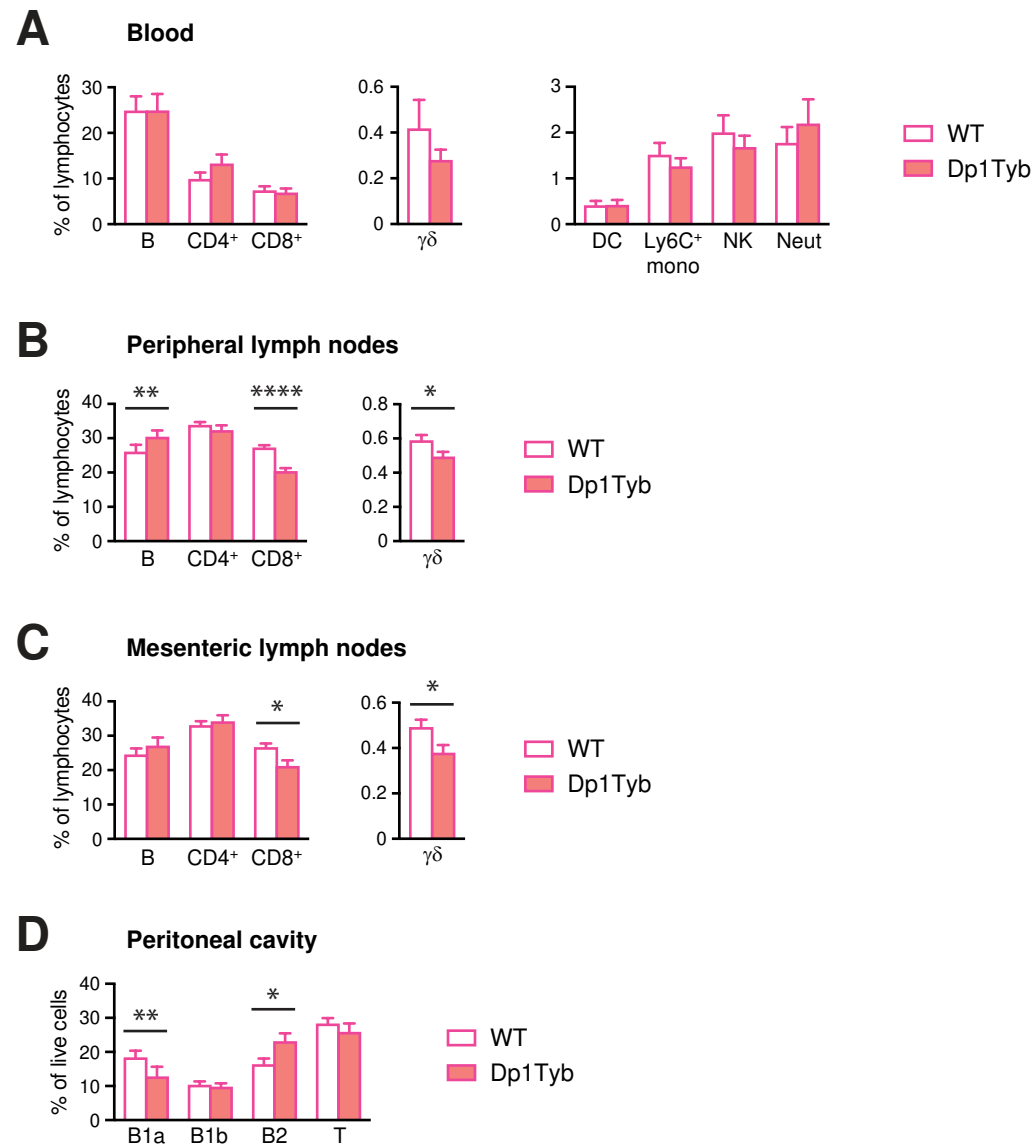 A Blood
% of lymphocytes
30
20
10
0
B CD4⁺ CD8⁺
0.6
0.4
0.2
0
γδ
3
2
1
0
DC Ly6C⁺ NK Neut
mono
WT
Dp1Tyb
B Peripheral lymph nodes
% of lymphocytes
40
30
20
10
0
** ****
B CD4⁺ CD8⁺
0.8
0.6
0.4
0.2
0
*
γδ
WT
Dp1Tyb
C Mesenteric lymph nodes
% of lymphocytes
40
30
20
10
0
*
B CD4⁺ CD8⁺
0.6
0.4
0.2
0
*
γδ
WT
Dp1Tyb
D Peritoneal cavity
% of live cells
40
30
20
10
0
** *
B1a B1b B2 T
WT
Dp1Tyb